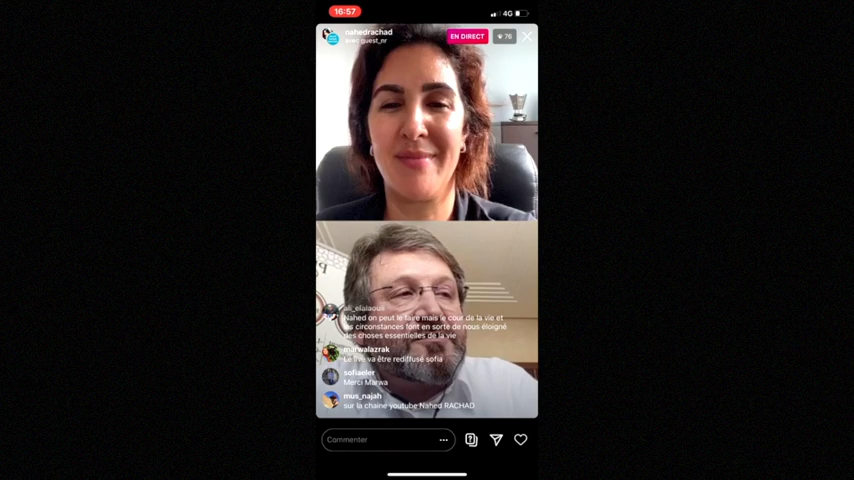 16:57
4G
nahedrachad
avec guest_nr
EN DIRECT
76
ali_elalaoui
Nahed on peut le faire mais le cour de la vie et
les circonstances font en sorte de nous éloigné
des choses essentielles de la vie
marwalazrak
Le live va être rediffusé sofia
sofiaeler
Merci Marwa
mus_najah
sur la chaine youtube Nahed RACHAD
Commenter